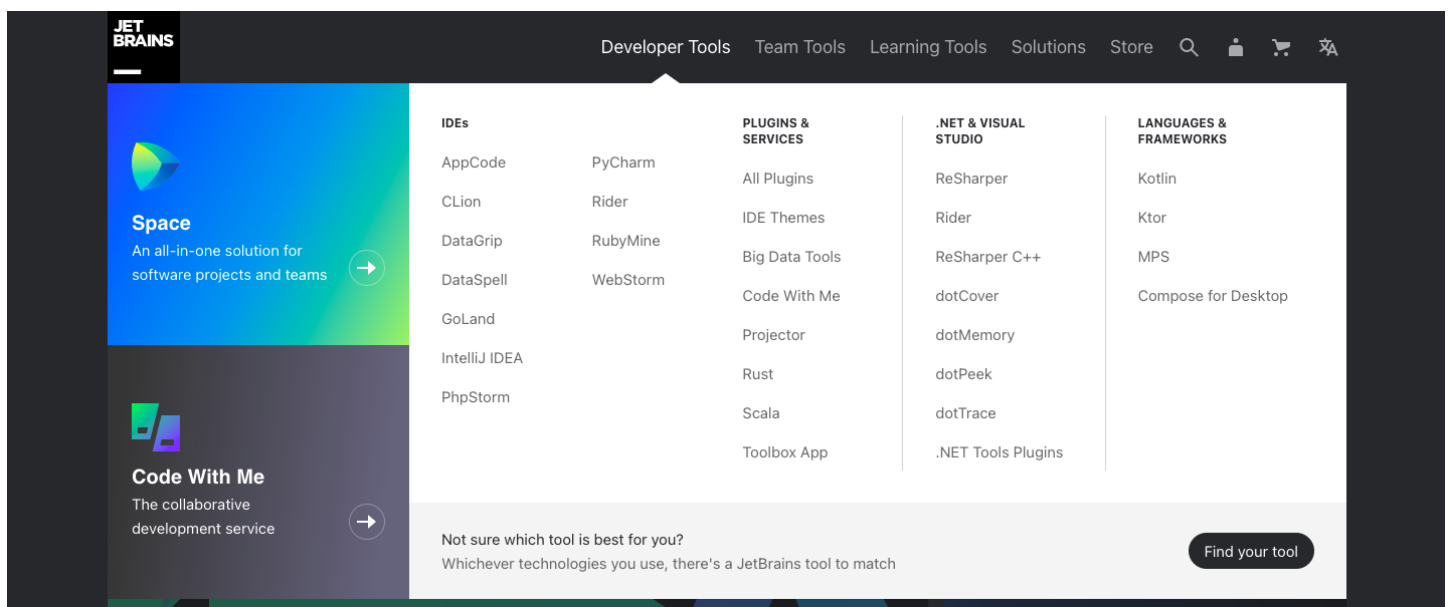 JET
BRAINS
Developer Tools
Team Tools
Learning Tools
Solutions
Store
Space
An all-in-one solution for
software projects and teams
Code With Me
The collaborative
development service
IDEs
AppCode
CLion
DataGrip
DataSpell
GoLand
IntelliJ IDEA
PhpStorm
PyCharm
Rider
RubyMine
WebStorm
PLUGINS &
SERVICES
All Plugins
IDE Themes
Big Data Tools
Code With Me
Projector
Rust
Scala
Toolbox App
.NET & VISUAL
STUDIO
ReSharper
Rider
ReSharper C++
dotCover
dotMemory
dotPeek
dotTrace
.NET Tools Plugins
LANGUAGES &
FRAMEWORKS
Kotlin
Ktor
MPS
Compose for Desktop
Not sure which tool is best for you?
Whichever technologies you use, there's a JetBrains tool to match
Find your tool